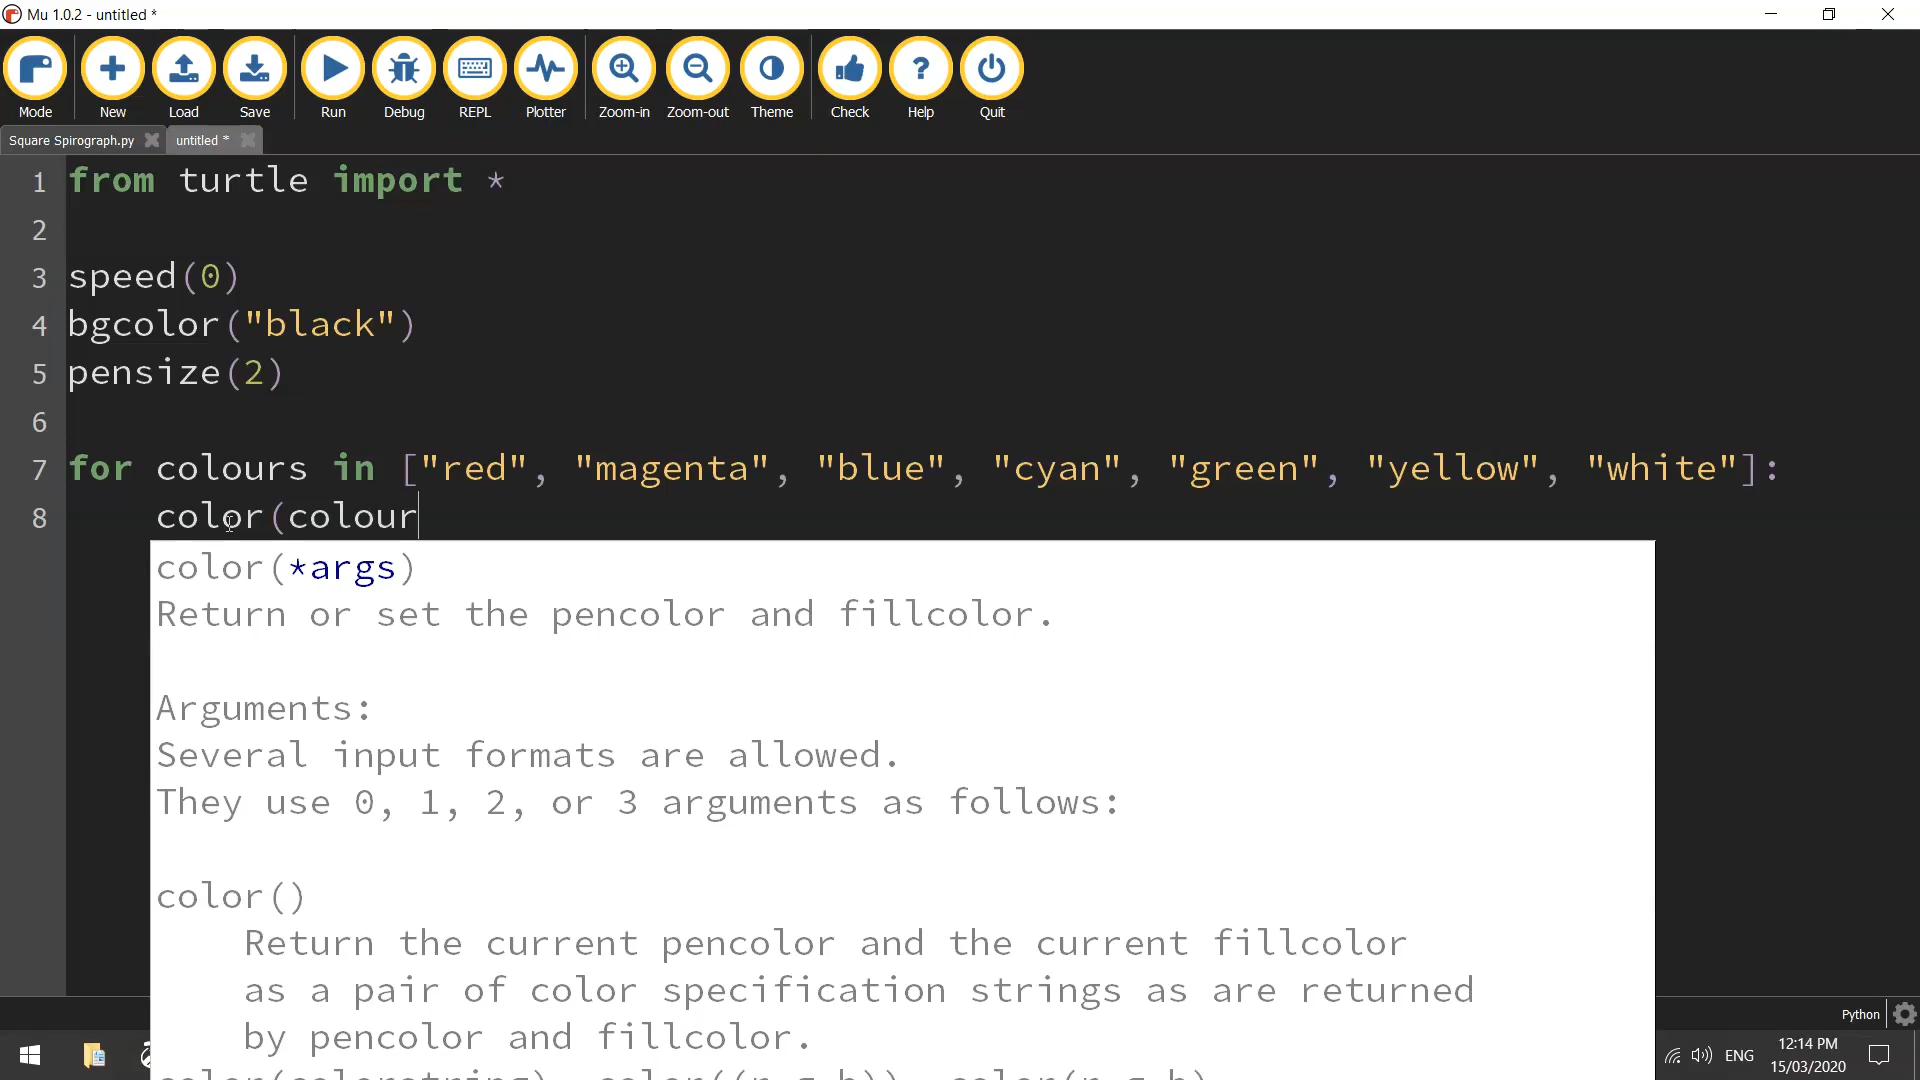 Mu 1.0.2 - untitled *
Mode New Load Save Run Debug REPL Plotter Zoom-in Zoom-out Theme Check Help Quit
Square Spirograph.py untitled *
1 from turtle import *
2
3 speed(0)
4 bgcolor("black")
5 pensize(2)
6
7 for colours in ["red", "magenta", "blue", "cyan", "green", "yellow", "white"]:
8 color(colour
color(*args)
Return or set the pencolor and fillcolor.
Arguments:
Several input formats are allowed.
They use 0, 1, 2, or 3 arguments as follows:
color()
Return the current pencolor and the current fillcolor
as a pair of color specification strings as are returned
by pencolor and fillcolor.
color(colorstring), color((r,g,b)), color(r,g,b)
Python
ENG
12:14 PM
15/03/2020